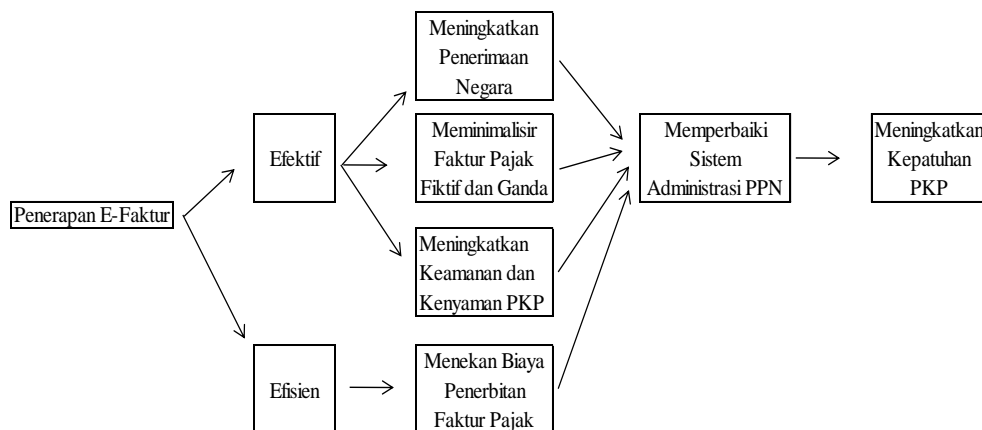 Penerapan E-Faktur
Efektif
Efisien
Meningkatkan
Penerimaan
Negara
Meminimalisir
Faktur Pajak
Fiktif dan Ganda
Meningkatkan
Keamanan dan
Kenyaman PKP
Menekan Biaya
Penerbitan
Faktur Pajak
Memperbaiki
Sistem
Administrasi PPN
Meningkatkan
Kepatuhan
PKP